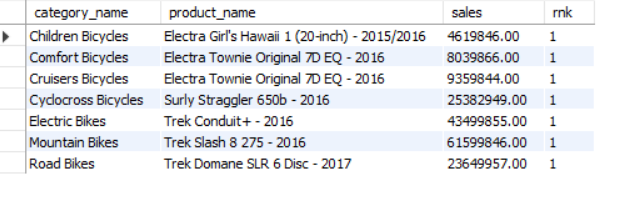 category_name product_name sales rnk
Children Bicycles Electra Girl's Hawaii 1 (20-inch) - 2015/2016 4619846.00 1
Comfort Bicycles Electra Townie Original 7D EQ - 2016 8039866.00 1
Cruisers Bicycles Electra Townie Original 7D EQ - 2016 9359844.00 1
Cyclocross Bicycles Surly Straggler 650b - 2016 25382949.00 1
Electric Bikes Trek Conduit+ - 2016 43499855.00 1
Mountain Bikes Trek Slash 8 27.5 - 2016 61599846.00 1
Road Bikes Trek Domane SLR 6 Disc - 2017 23649957.00 1